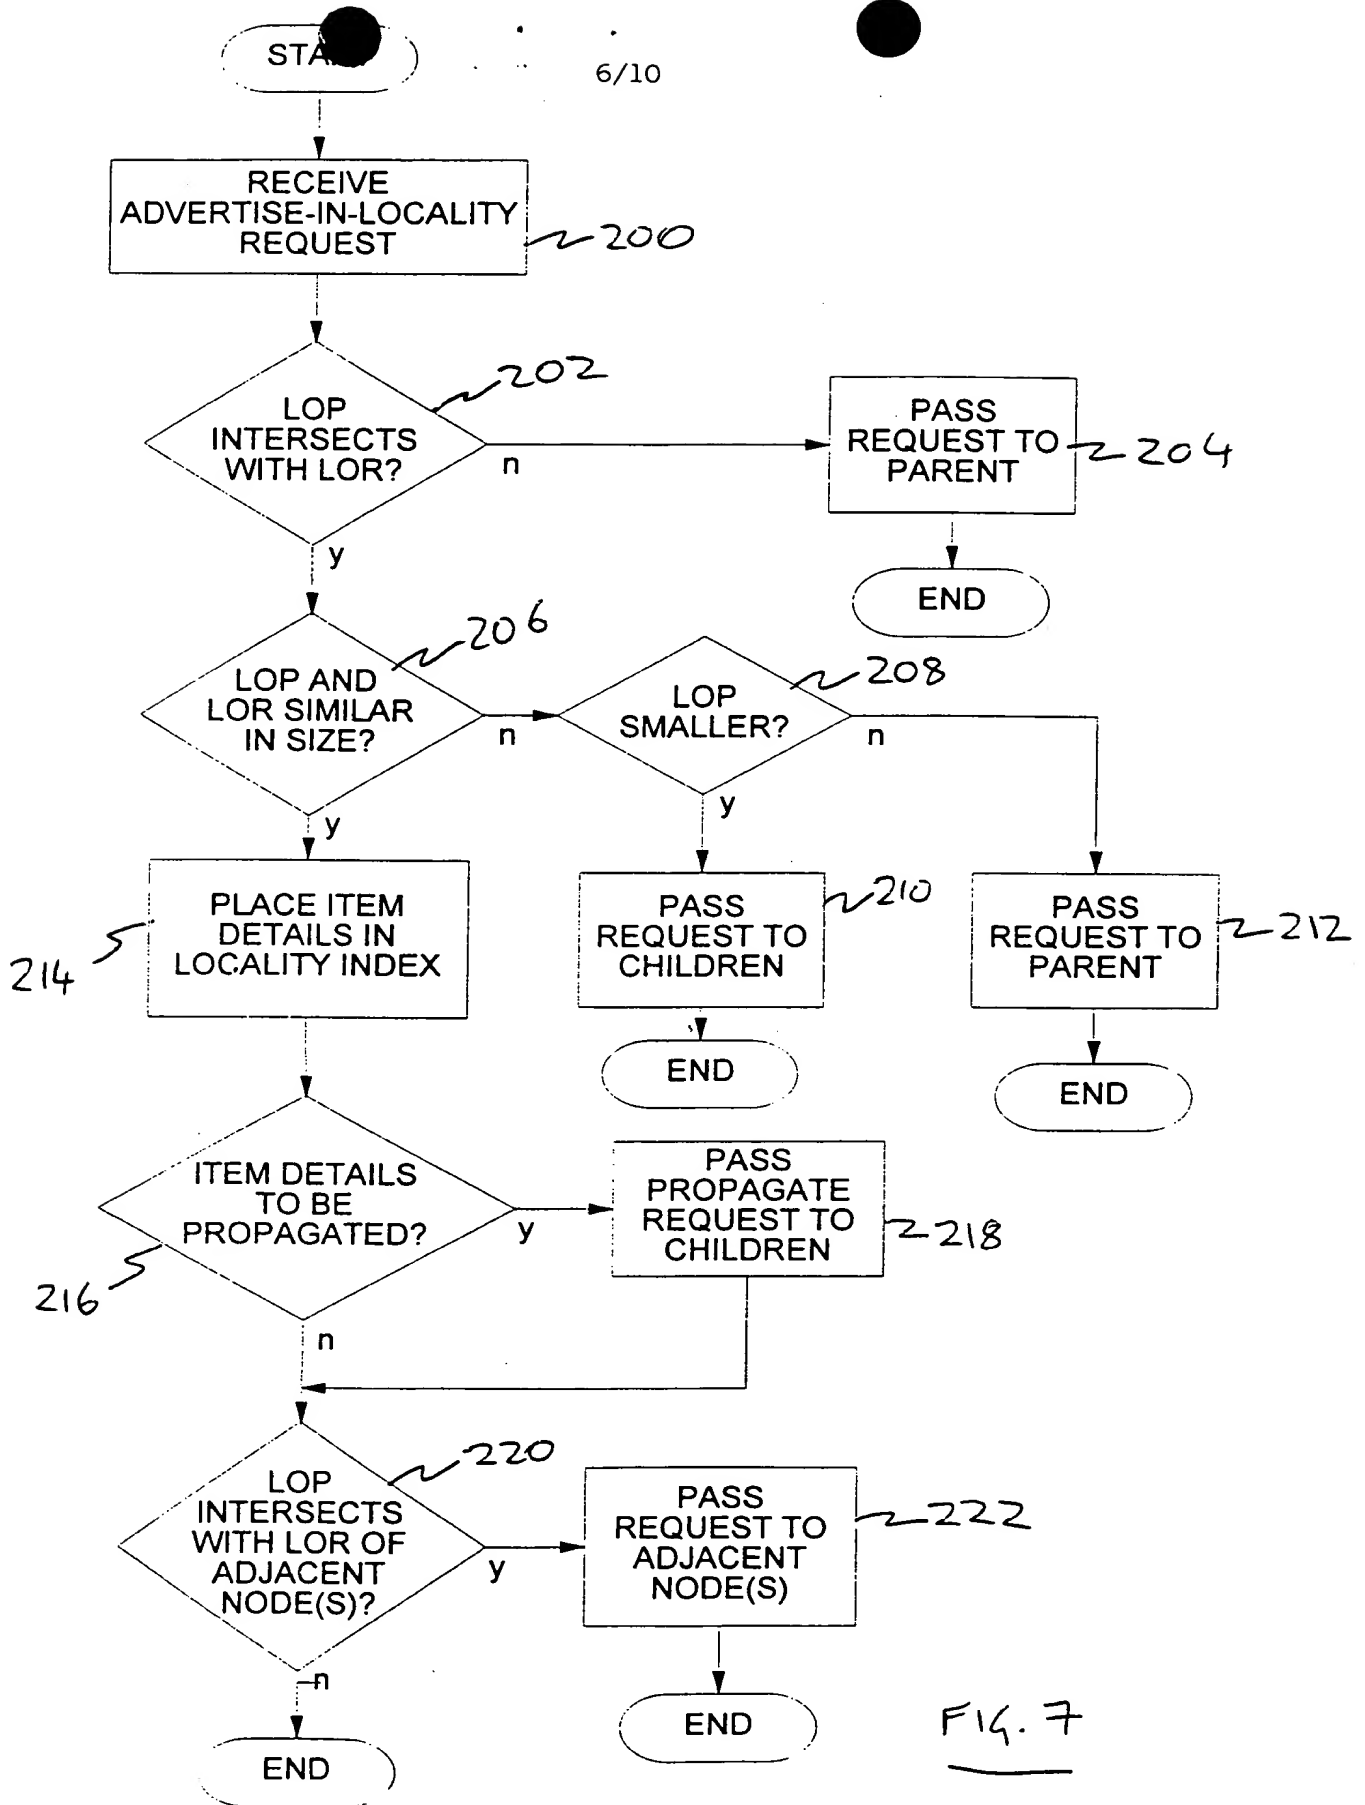 6/10
RECEIVE
ADVERTISE-IN-LOCALITY
REQUEST
200
LOP
INTERSECTS
WITH LOR?
202
n
y
PASS
REQUEST TO
PARENT
204
END
LOP AND
LOR SIMILAR
IN SIZE?
206
n
y
LOP
SMALLER?
208
n
y
PLACE ITEM
DETAILS IN
LOCALITY INDEX
214
PASS
REQUEST TO
CHILDREN
210
END
PASS
REQUEST TO
PARENT
212
END
ITEM DETAILS
TO BE
PROPAGATED?
216
y
n
PASS
PROPAGATE
REQUEST TO
CHILDREN
218
LOP
INTERSECTS
WITH LOR OF
ADJACENT
NODE(S)?
220
y
n
PASS
REQUEST TO
ADJACENT
NODE(S)
222
END
END
FIG. 7